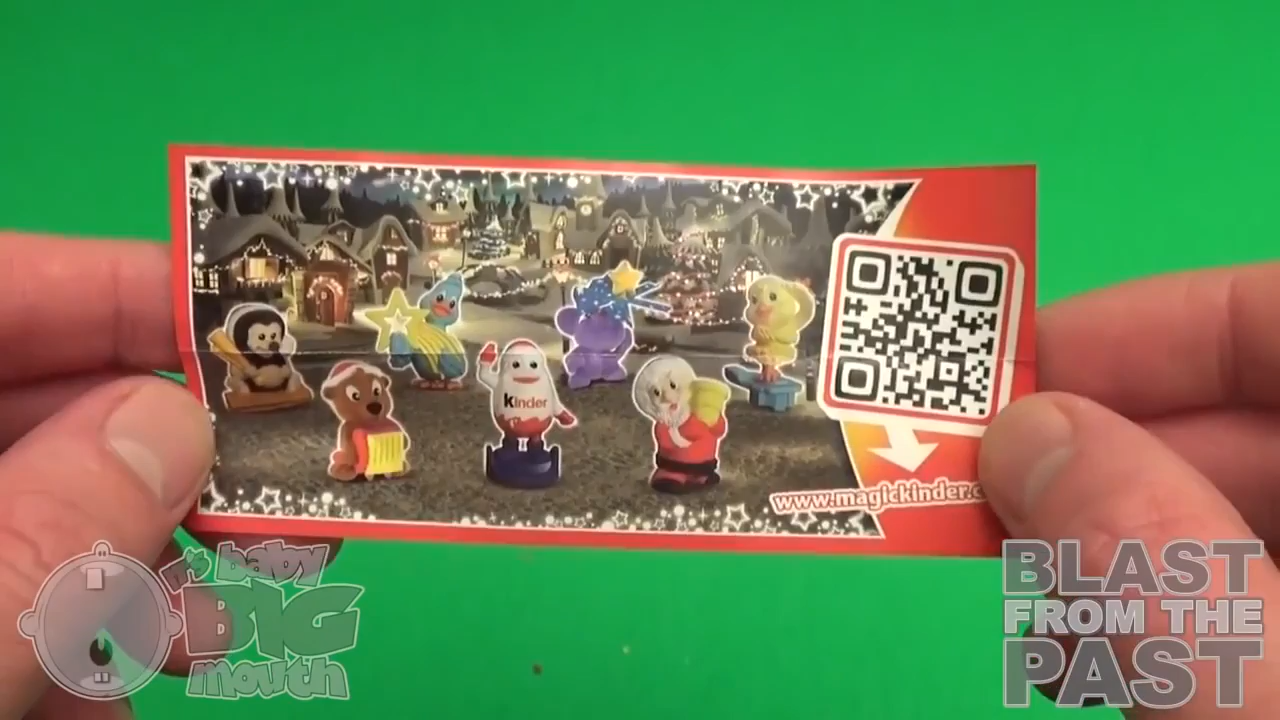 kinder
www.magickinder.c
it's baby
BIG
mouth
BLAST
FROM THE
PAST